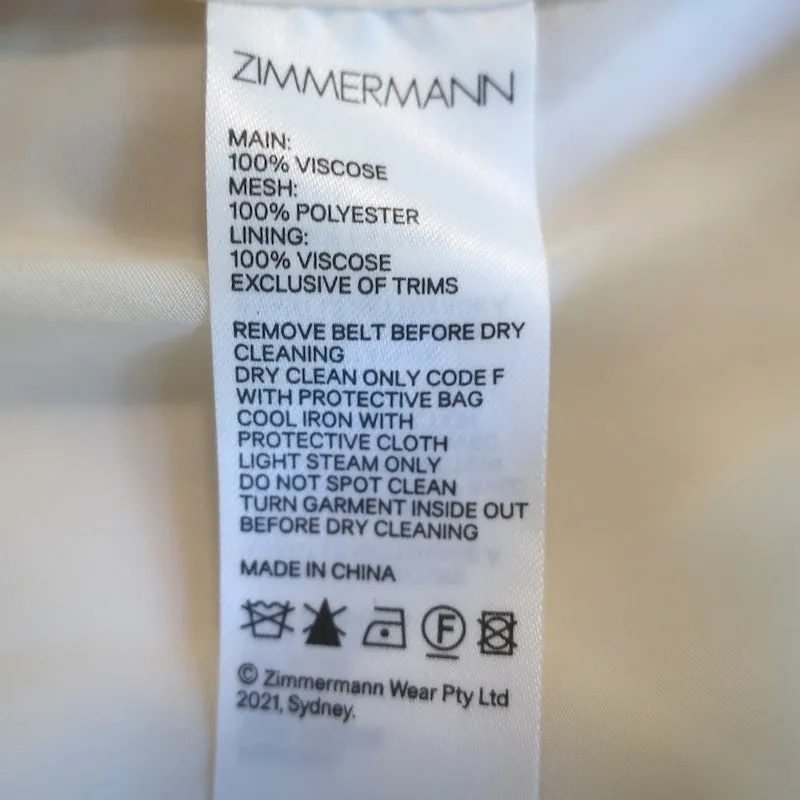 ZIMMERMANN
MAIN:
100% VISCOSE
MESH:
100% POLYESTER
LINING:
100% VISCOSE
EXCLUSIVE OF TRIMS
REMOVE BELT BEFORE DRY
CLEANING
DRY CLEAN ONLY CODE F
WITH PROTECTIVE BAG
COOL IRON WITH
PROTECTIVE CLOTH
LIGHT STEAM ONLY
DO NOT SPOT CLEAN
TURN GARMENT INSIDE OUT
BEFORE DRY CLEANING
MADE IN CHINA
F
© Zimmermann Wear Pty Ltd
2021, Sydney.